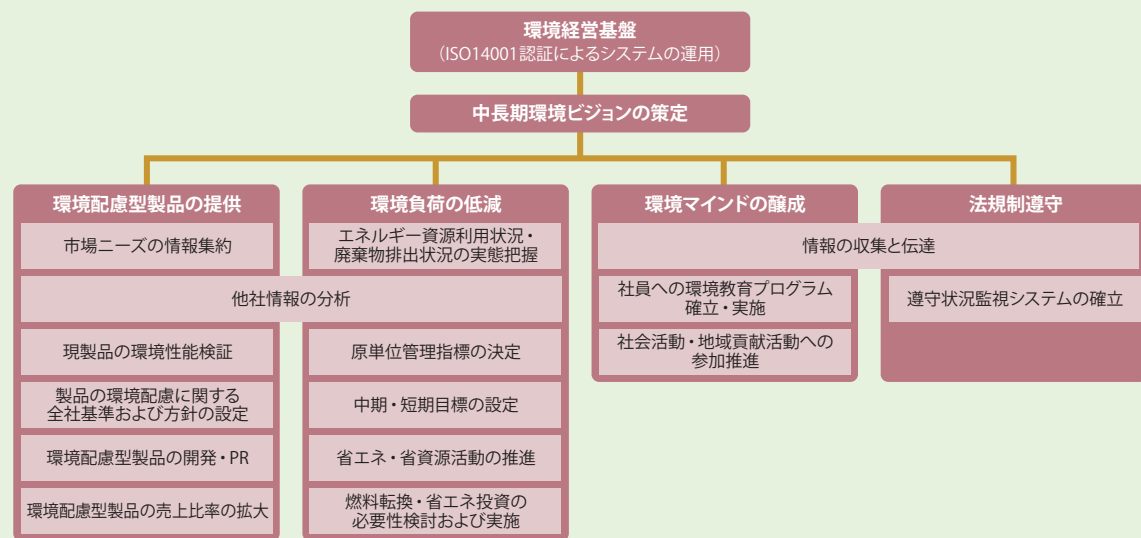 環境経営基盤
（ISO14001認証によるシステムの運用）
中長期環境ビジョンの策定
環境配慮型製品の提供
市場ニーズの情報集約
環境負荷の低減
エネルギー資源利用状況・
廃棄物排出状況の実態把握
他社情報の分析
現製品の環境性能検証
製品の環境配慮に関する
全社基準および方針の設定
環境配慮型製品の開発・PR
環境配慮型製品の売上比率の拡大
原単位管理指標の決定
中期・短期目標の設定
省エネ・省資源活動の推進
燃料転換・省エネ投資の
必要性検討および実施
環境マインドの醸成
法規制遵守
情報の収集と伝達
社員への環境教育プログラム
確立・実施
社会活動・地域貢献活動への
参加推進
遵守状況監視システムの確立